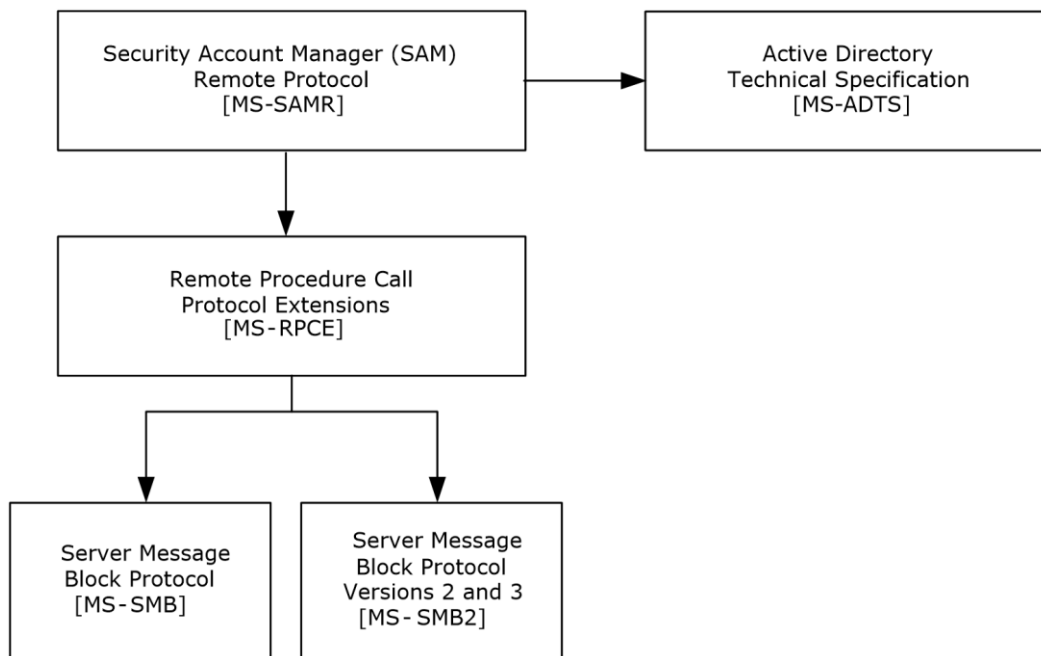 Security Account Manager (SAM)
Remote Protocol
[MS-SAMR]
Active Directory
Technical Specification
[MS-ADTS]
Remote Procedure Call
Protocol Extensions
[MS-RPCE]
Server Message
Block Protocol
[MS-SMB]
Server Message
Block Protocol
Versions 2 and 3
[MS-SMB2]